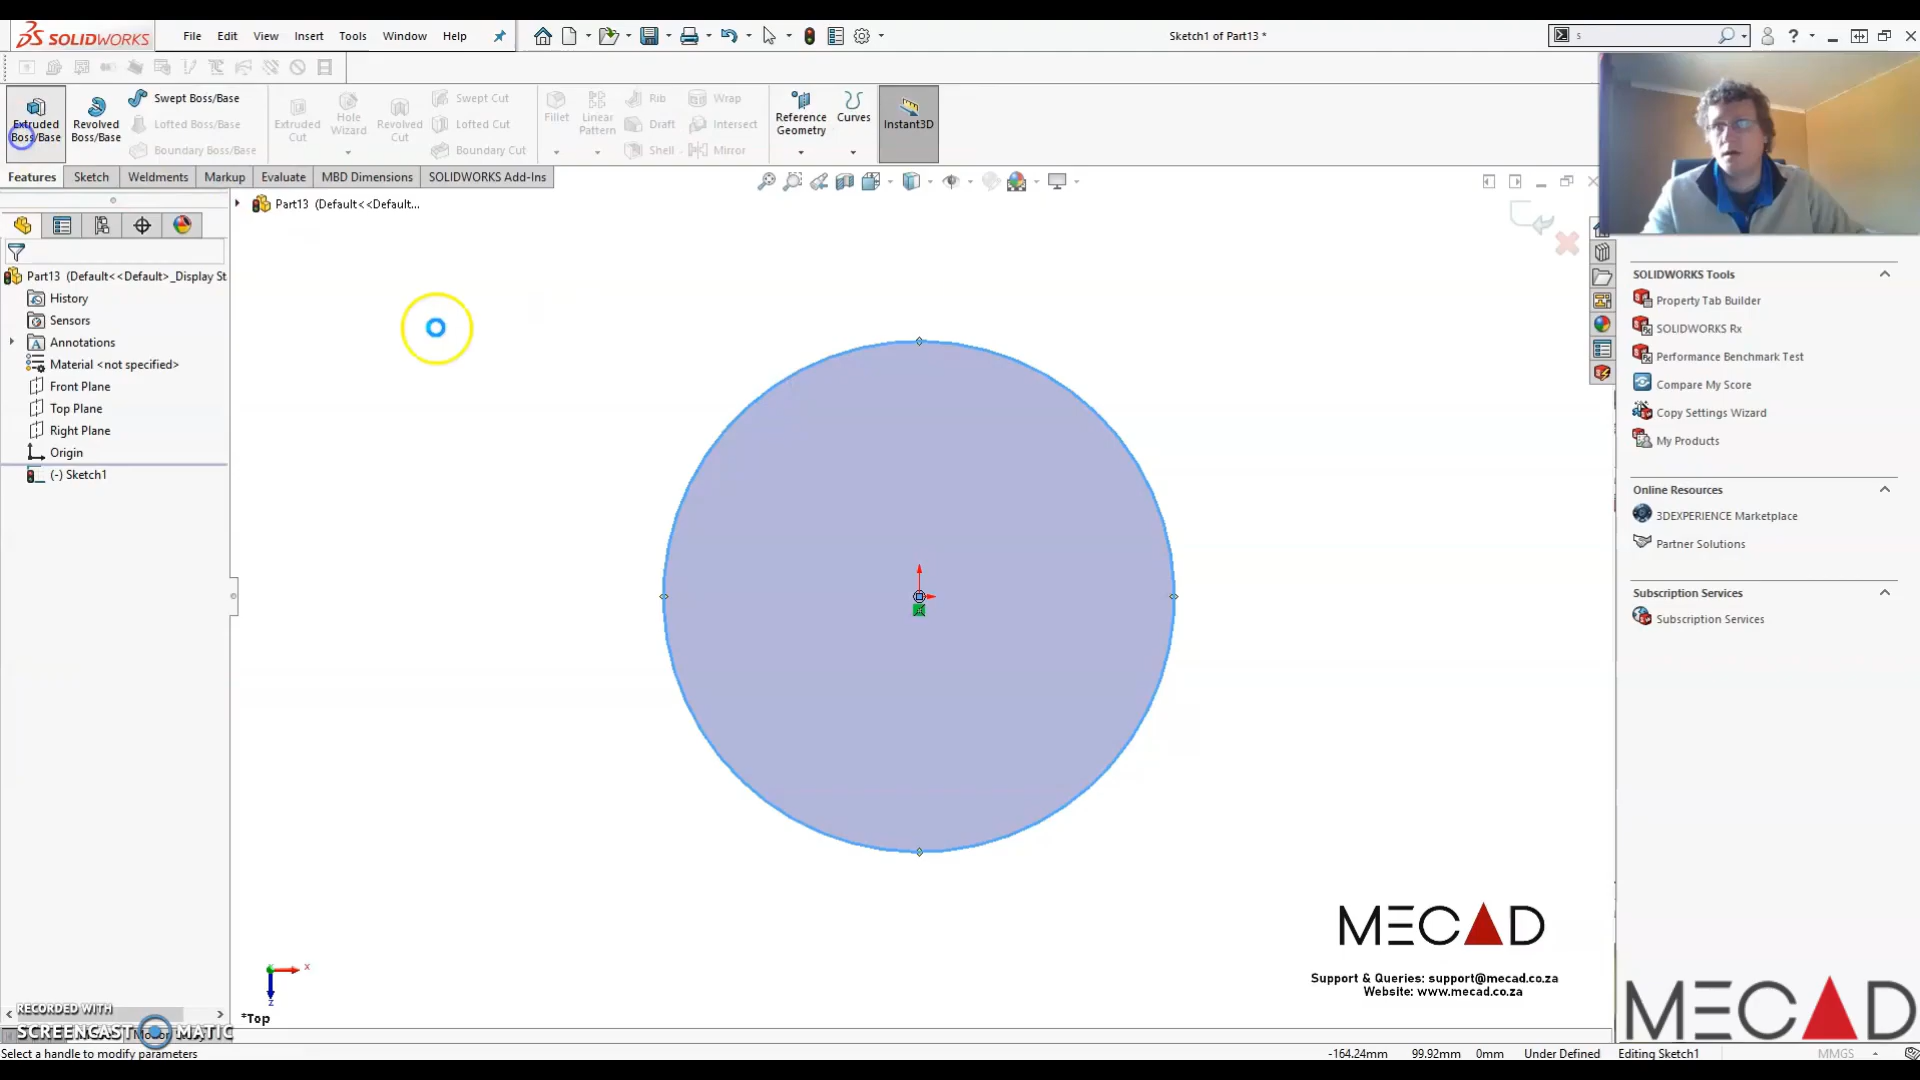 SOLIDWORKS
File Edit View Insert Tools Window Help
Sketch1 of Part13 *
s
Extruded Boss/Base
Revolved Boss/Base
Swept Boss/Base
Lofted Boss/Base
Boundary Boss/Base
Extruded Cut
Hole Wizard
Revolved Cut
Swept Cut
Lofted Cut
Boundary Cut
Fillet
Linear Pattern
Rib
Draft
Shell
Wrap
Intersect
Mirror
Reference Geometry
Curves
Instant3D
Features Sketch Weldments Markup Evaluate MBD Dimensions SOLIDWORKS Add-Ins
Part13 (Default<<Default...
Part13 (Default<<Default>_Display St
History
Sensors
Annotations
Material <not specified>
Front Plane
Top Plane
Right Plane
Origin
(-) Sketch1
SOLIDWORKS Tools
Property Tab Builder
SOLIDWORKS Rx
Performance Benchmark Test
Compare My Score
Copy Settings Wizard
My Products
Online Resources
3DEXPERIENCE Marketplace
Partner Solutions
Subscription Services
Subscription Services
MECAD
Support & Queries: support@mecad.co.za
Website: www.mecad.co.za
MECAD
x
z
*Top
RECORDED WITH
SCREENCAST MATIC
Select a handle to modify parameters
-164.24mm 99.92mm 0mm Under Defined Editing Sketch1 MMGS